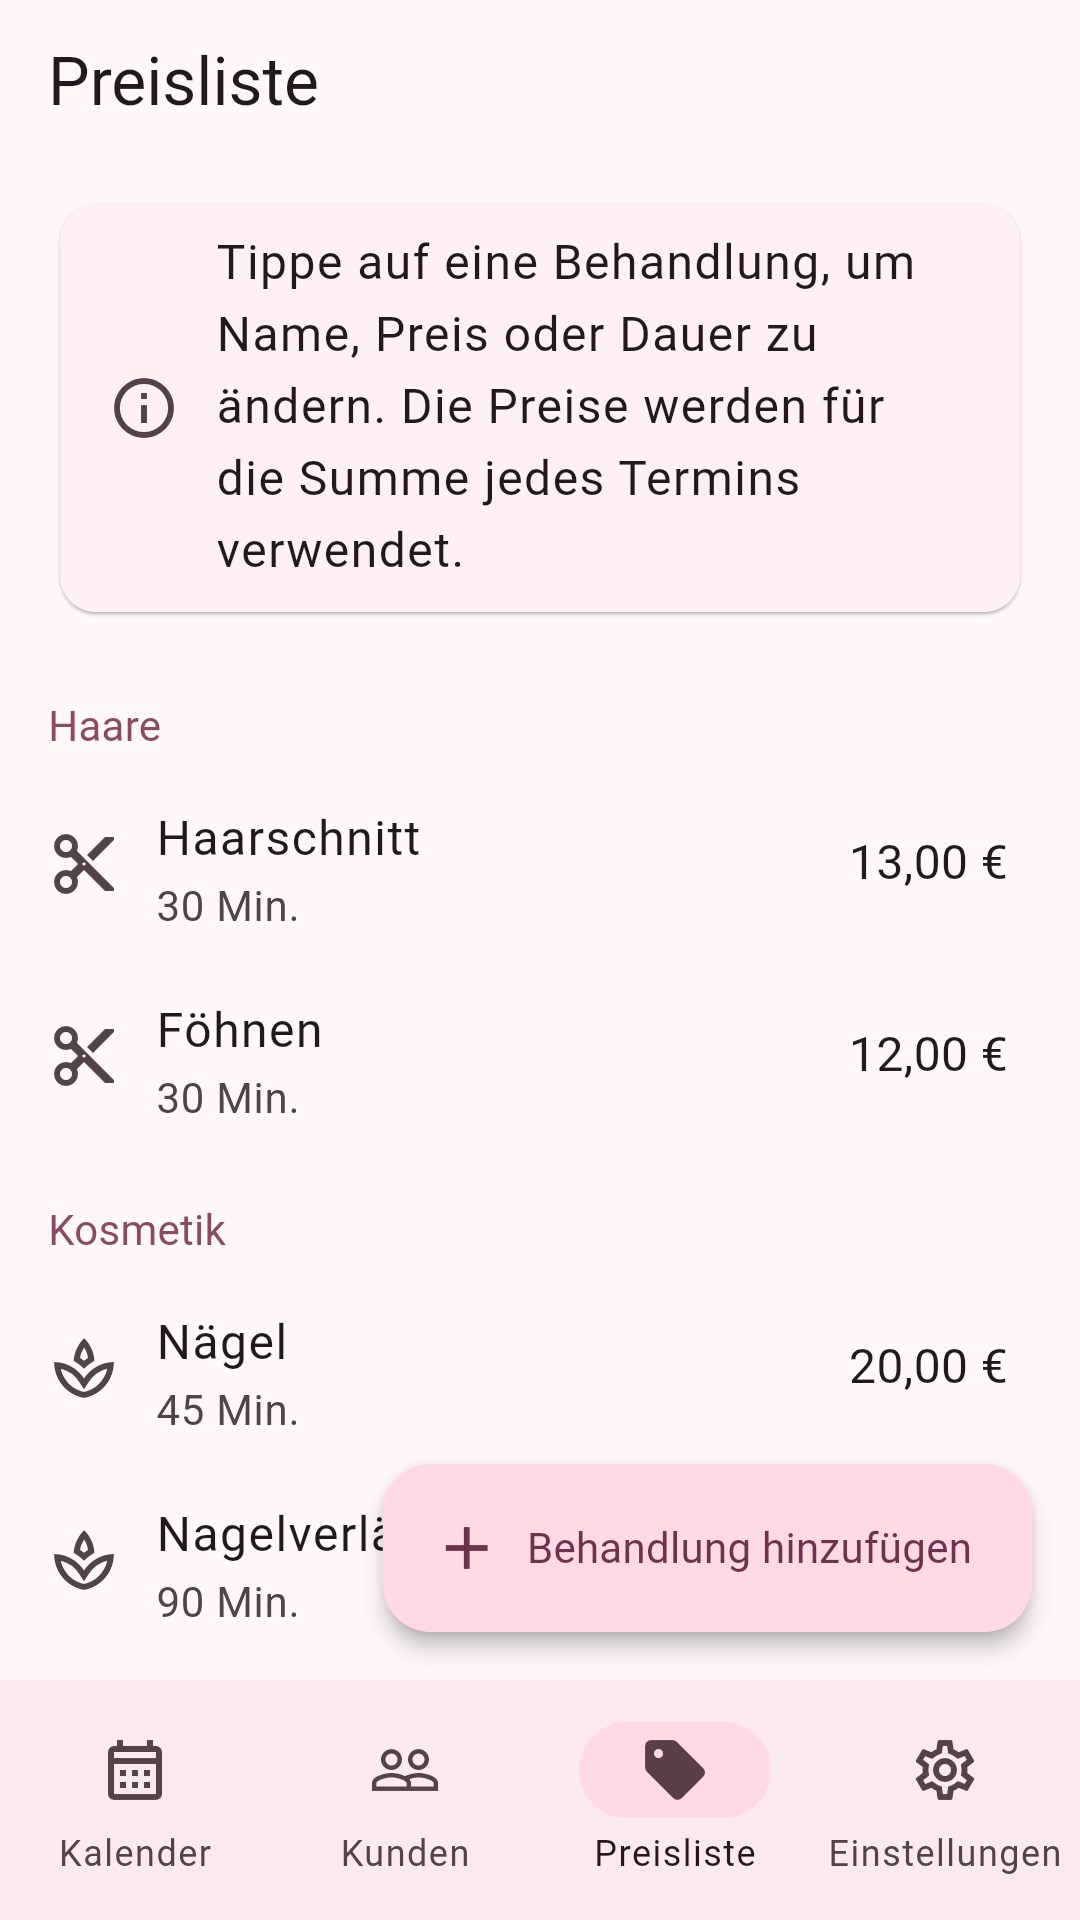 Preisliste
Tippe auf eine Behandlung, um
Name, Preis oder Dauer zu
ändern. Die Preise werden für
die Summe jedes Termins
verwendet.
Haare
Haarschnitt
30 Min.
13,00 €
Föhnen
30 Min.
12,00 €
Kosmetik
Nägel
45 Min.
20,00 €
90 Min.
Behandlung hinzufügen
Kalender
Kunden
Preisliste
Einstellungen